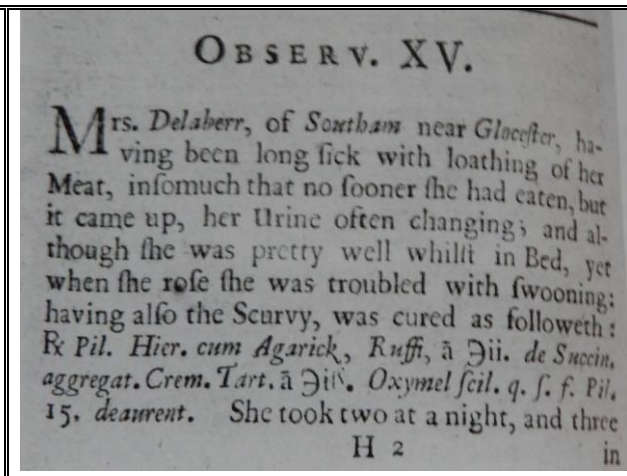 OBSERV. XV.
Mrs. Delaberr, of Southam near Glocester, ha-
ving been long ſick with loathing of her
Meat, inſomuch that no ſooner ſhe had eaten, but
it came up, her Urine often changing; and al-
though ſhe was pretty well whilſt in Bed, yet
when ſhe roſe ſhe was troubled with ſwooning:
having alſo the Scurvy, was cured as followeth:
℞ Pil. Hier. cum Agarick, Ruffi, ā ℈ii. de Succin.
aggregat. Crem. Tart. ā ℈iſſ. Oxymel ſcil. q. ſ. f. Pil.
15. deaurent. She took two at a night, and three
H 2
in